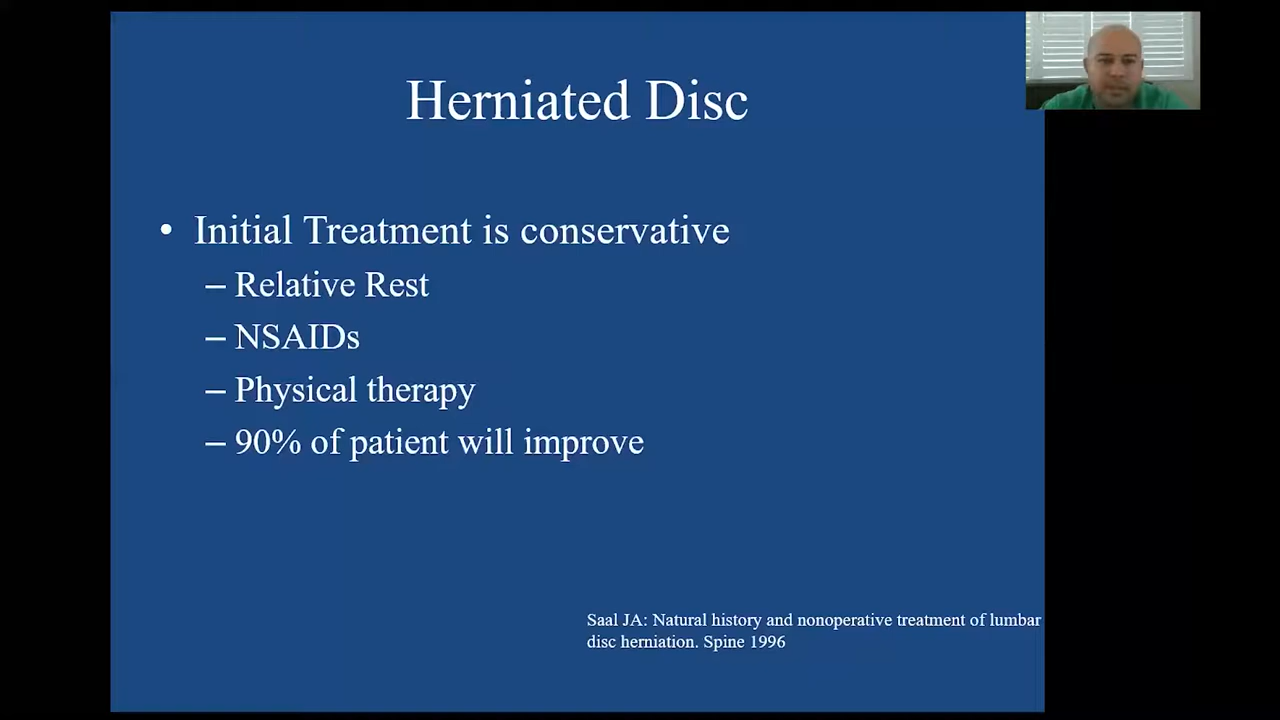 Herniated Disc
• Initial Treatment is conservative
– Relative Rest
– NSAIDs
– Physical therapy
– 90% of patient will improve
Saal JA: Natural history and nonoperative treatment of lumbar
disc herniation. Spine 1996